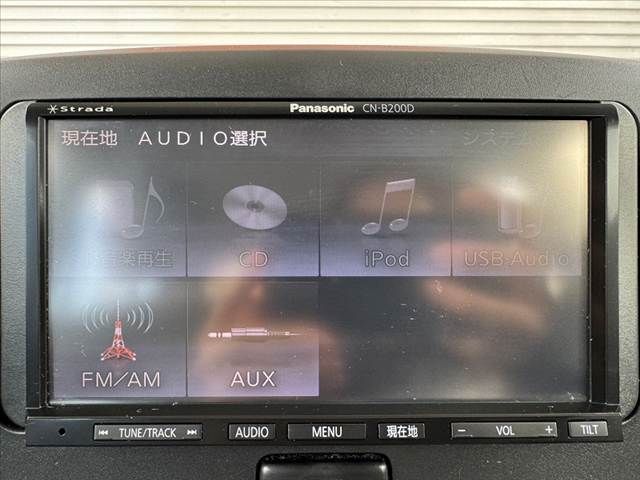 Strada Panasonic CN-B200D
現在地 AUDIO選択
音楽再生 CD iPod USB-Audio
FM/AM AUX
TUNE/TRACK AUDIO MENU 現在地 − VOL + TILT